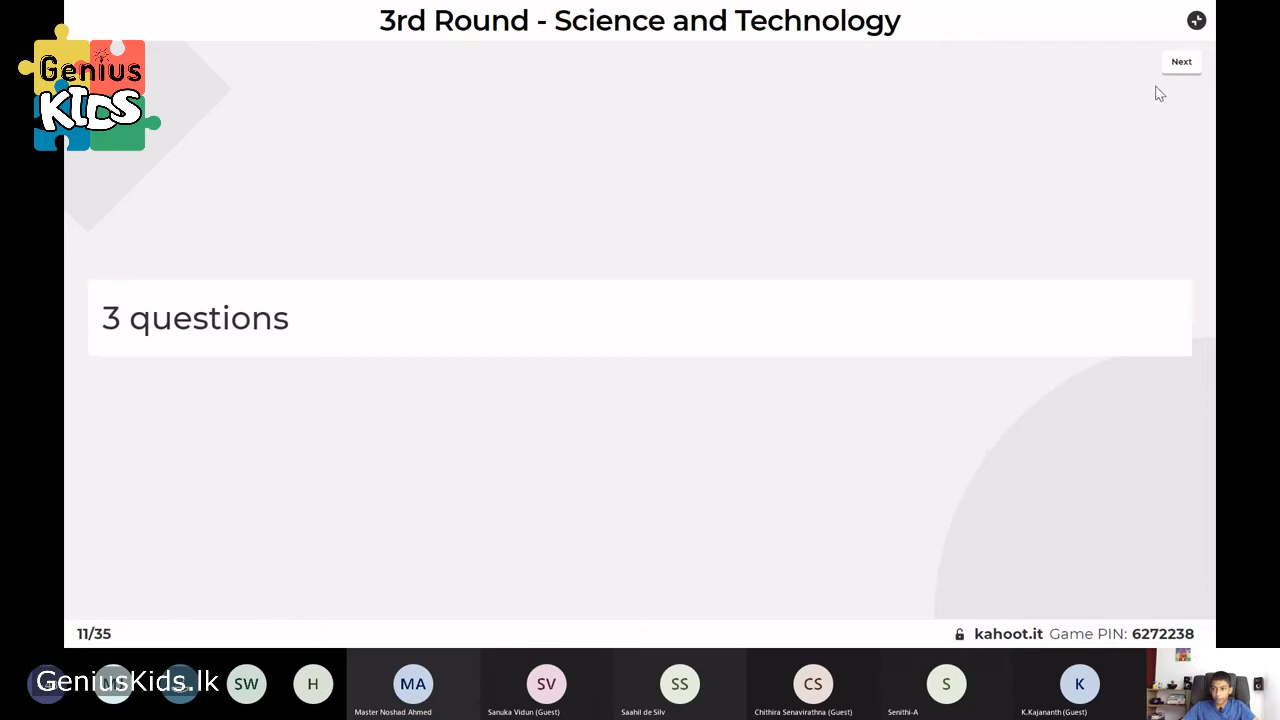 3rd Round - Science and Technology
Genius
KIDS
Next
3 questions
11/35
kahoot.it Game PIN: 6272238
GeniusKids.lk
SW
H
MA
SV
SS
CS
S
K
Master Noshad Ahmed
Sanuka Vidun (Guest)
Saahil de Silv
Chithira Senavirathna (Guest)
Senithi-A
K.Kajananth (Guest)